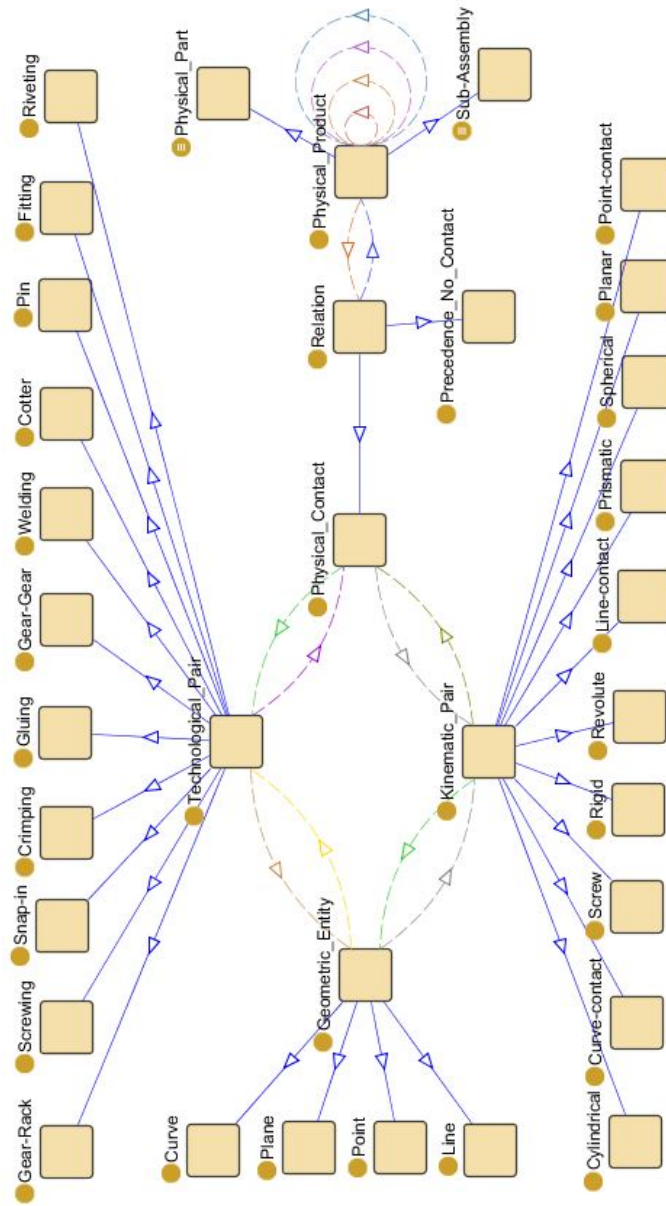 Gear-Rack
Screwing
Snap-in
Crimping
Gluing
Gear-Gear
Welding
Cotter
Pin
Fitting
Riveting
Technological_Pair
Curve
Plane
Point
Line
Geometric_Entity
Physical_Contact
Relation
Physical_Product
Physical_Part
Precedence_No_Contact
Sub-Assembly
Kinematic_Pair
Cylindrical
Curve-contact
Screw
Rigid
Revolute
Line-contact
Prismatic
Spherical
Planar
Point-contact